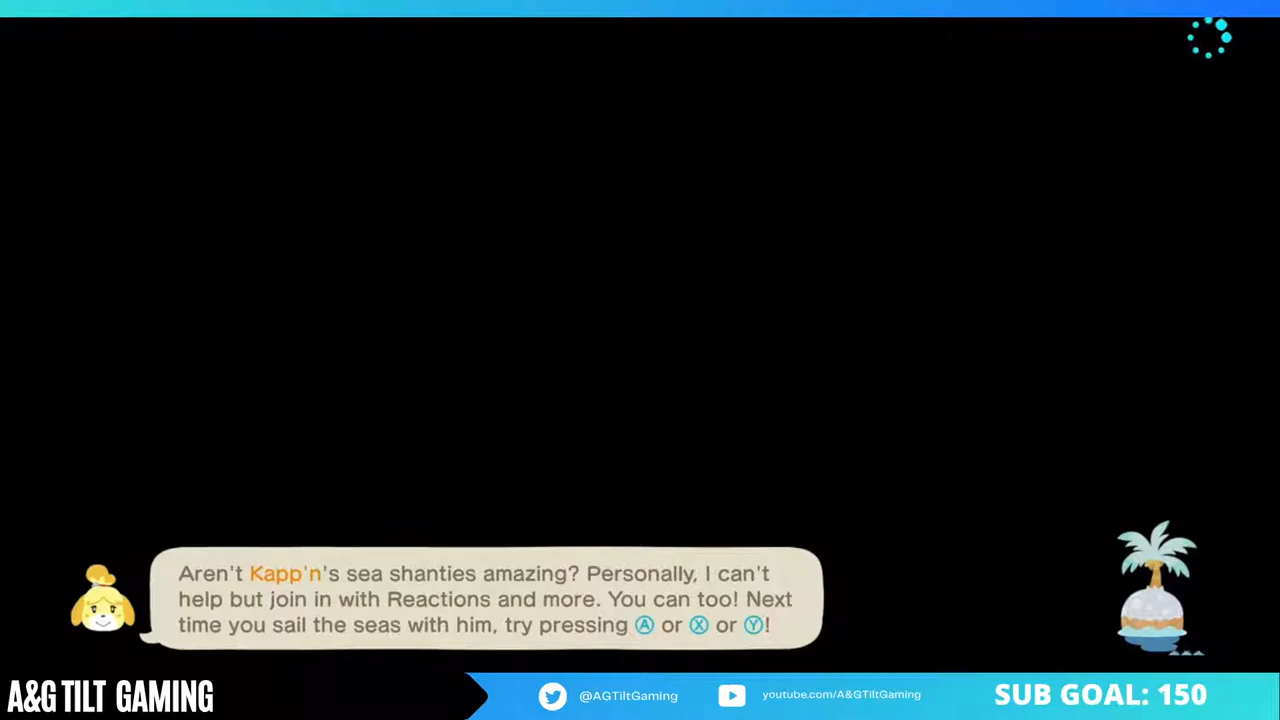 Aren't Kapp'n's sea shanties amazing? Personally, I can't
help but join in with Reactions and more. You can too! Next
time you sail the seas with him, try pressing Ⓐ or Ⓧ or Ⓨ!
A&G TILT GAMING
@AGTiltGaming
youtube.com/A&GTiltGaming
SUB GOAL: 150